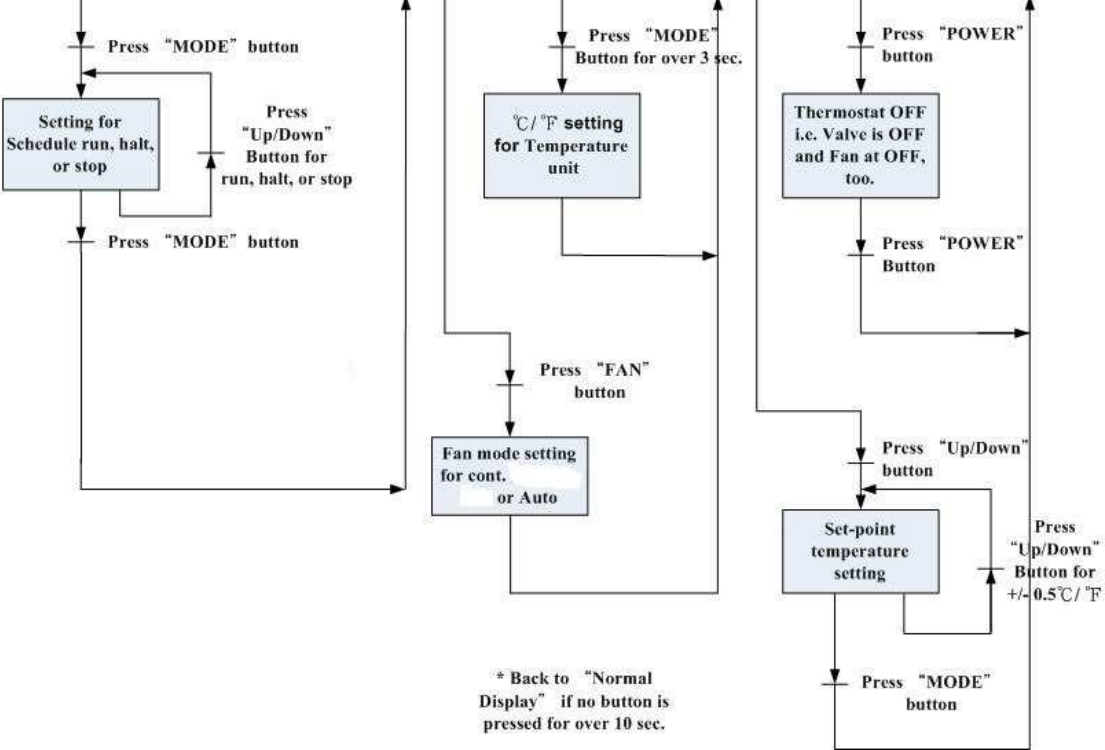 Press “MODE” button
Setting for
Schedule run, halt,
or stop
Press
“Up/Down”
Button for
run, halt, or stop
Press “MODE” button
Press “MODE”
Button for over 3 sec.
℃/℉ setting
for Temperature
unit
Press “FAN”
button
Fan mode setting
for cont.
or Auto
Press “POWER”
button
Thermostat OFF
i.e. Valve is OFF
and Fan at OFF,
too.
Press “POWER”
Button
Press “Up/Down”
button
Set-point
temperature
setting
Press
“Up/Down”
Button for
+/- 0.5℃/℉
Press “MODE”
button
* Back to “Normal
Display” if no button is
pressed for over 10 sec.